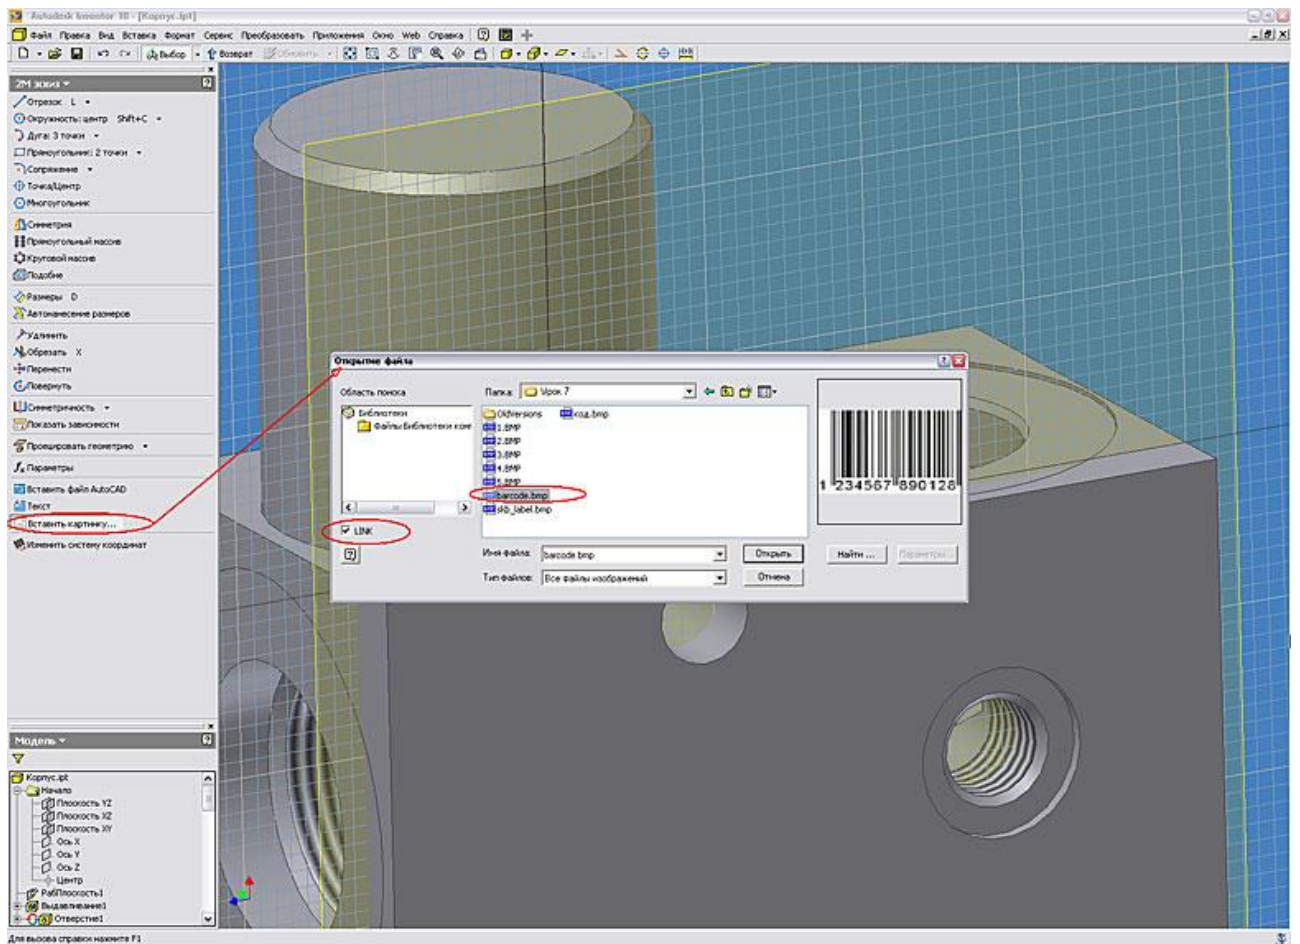 Autodesk Inventor 10 - [Корпус.ipt]
Файл Правка Вид Вставка Формат Сервис Преобразовать Приложения Окно Web Справка
Выбор Возврат Обновить
2М эскиз
Отрезок L
Окружность: центр Shift+C
Дуга: 3 точки
Прямоугольник: 2 точки
Сопряжение
Точка/Центр
Многоугольник
Симметрия
Прямоугольный массив
Круговой массив
Подобие
Размеры D
Автонанесение размеров
Удлинить
Обрезать X
Перенести
Повернуть
Симметричность
Показать зависимости
Проецировать геометрию
fx Параметры
Вставить файл AutoCAD
Текст
Вставить картинку...
Изменить систему координат
Открытие файла
Область поиска
Папка: Урок 7
Библиотеки
Файлы Библиотеки комп
OldVersions код.bmp
1.BMP
2.BMP
3.BMP
4.BMP
5.BMP
barcode.bmp
skb_label.bmp
1 234567 890128
LINK
Имя файла: barcode.bmp Открыть Найти ... Параметры...
Тип файлов: Все файлы изображений Отмена
Модель
Корпус.ipt
Начало
Плоскость YZ
Плоскость XZ
Плоскость XY
Ось X
Ось Y
Ось Z
Центр
РабПлоскость1
Выдавливание1
Отверстие1
Для вызова справки нажмите F1